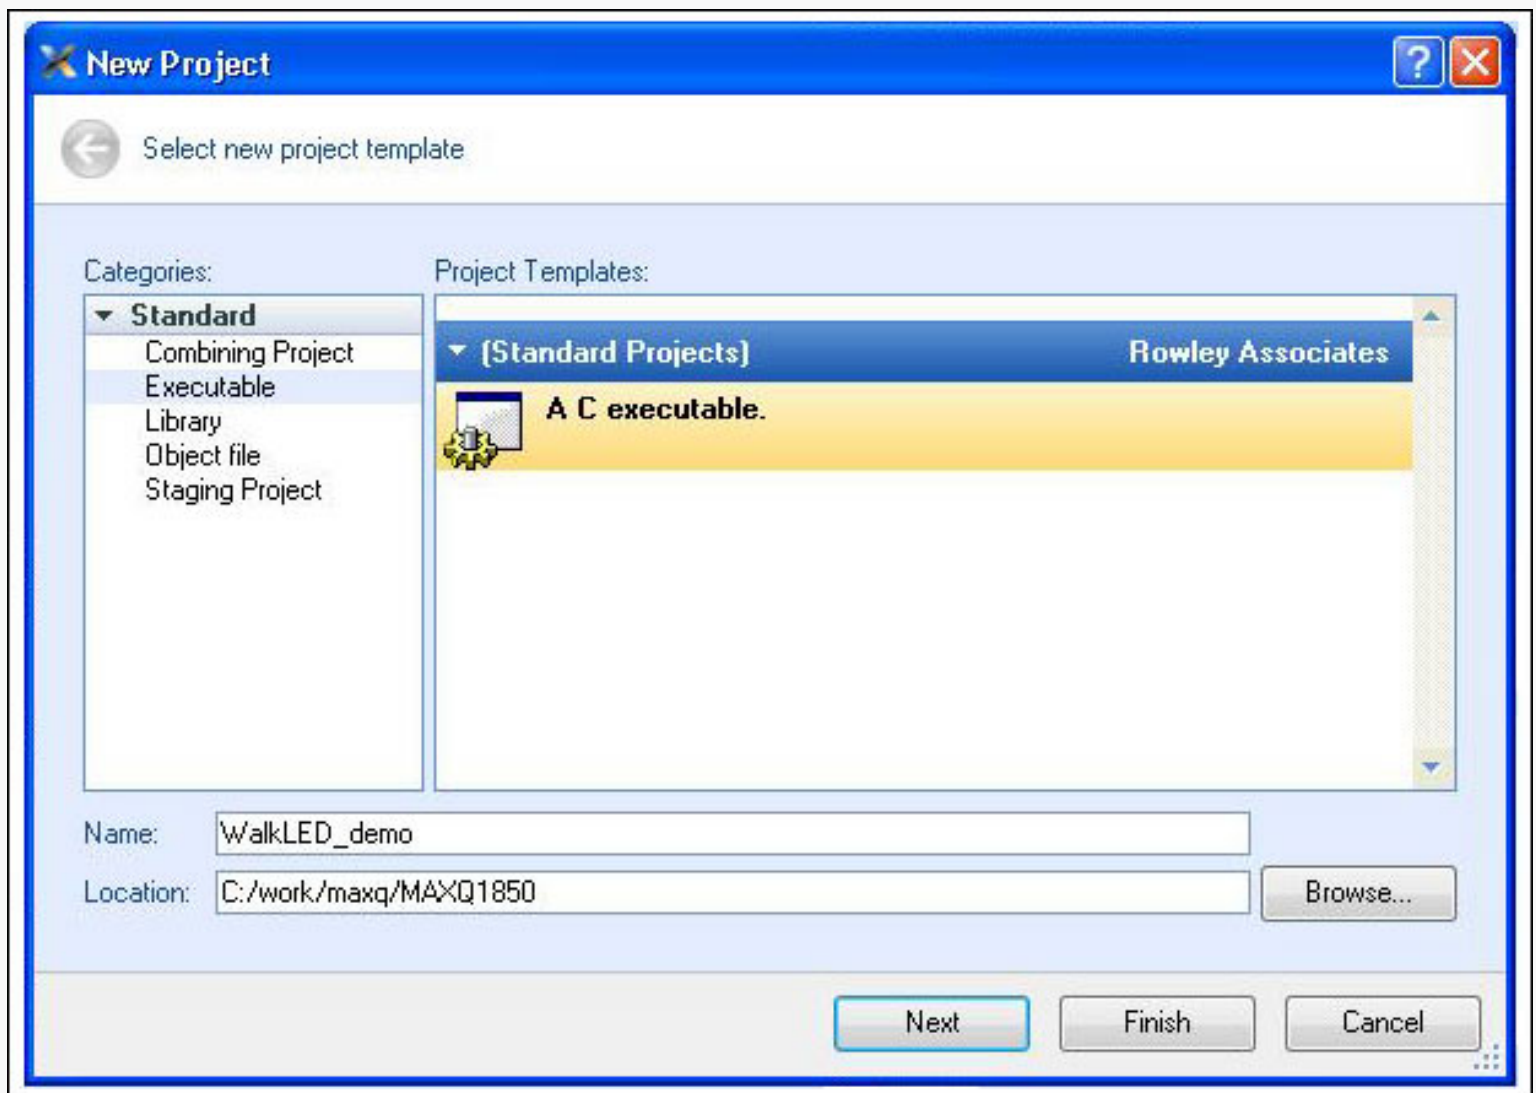 New Project
?
Select new project template
Categories:
Project Templates:
Standard
Combining Project
Executable
Library
Object file
Staging Project
(Standard Projects) Rowley Associates
A C executable.
Name: WalkLED_demo
Location: C:/work/maxq/MAXQ1850 Browse...
Next Finish Cancel